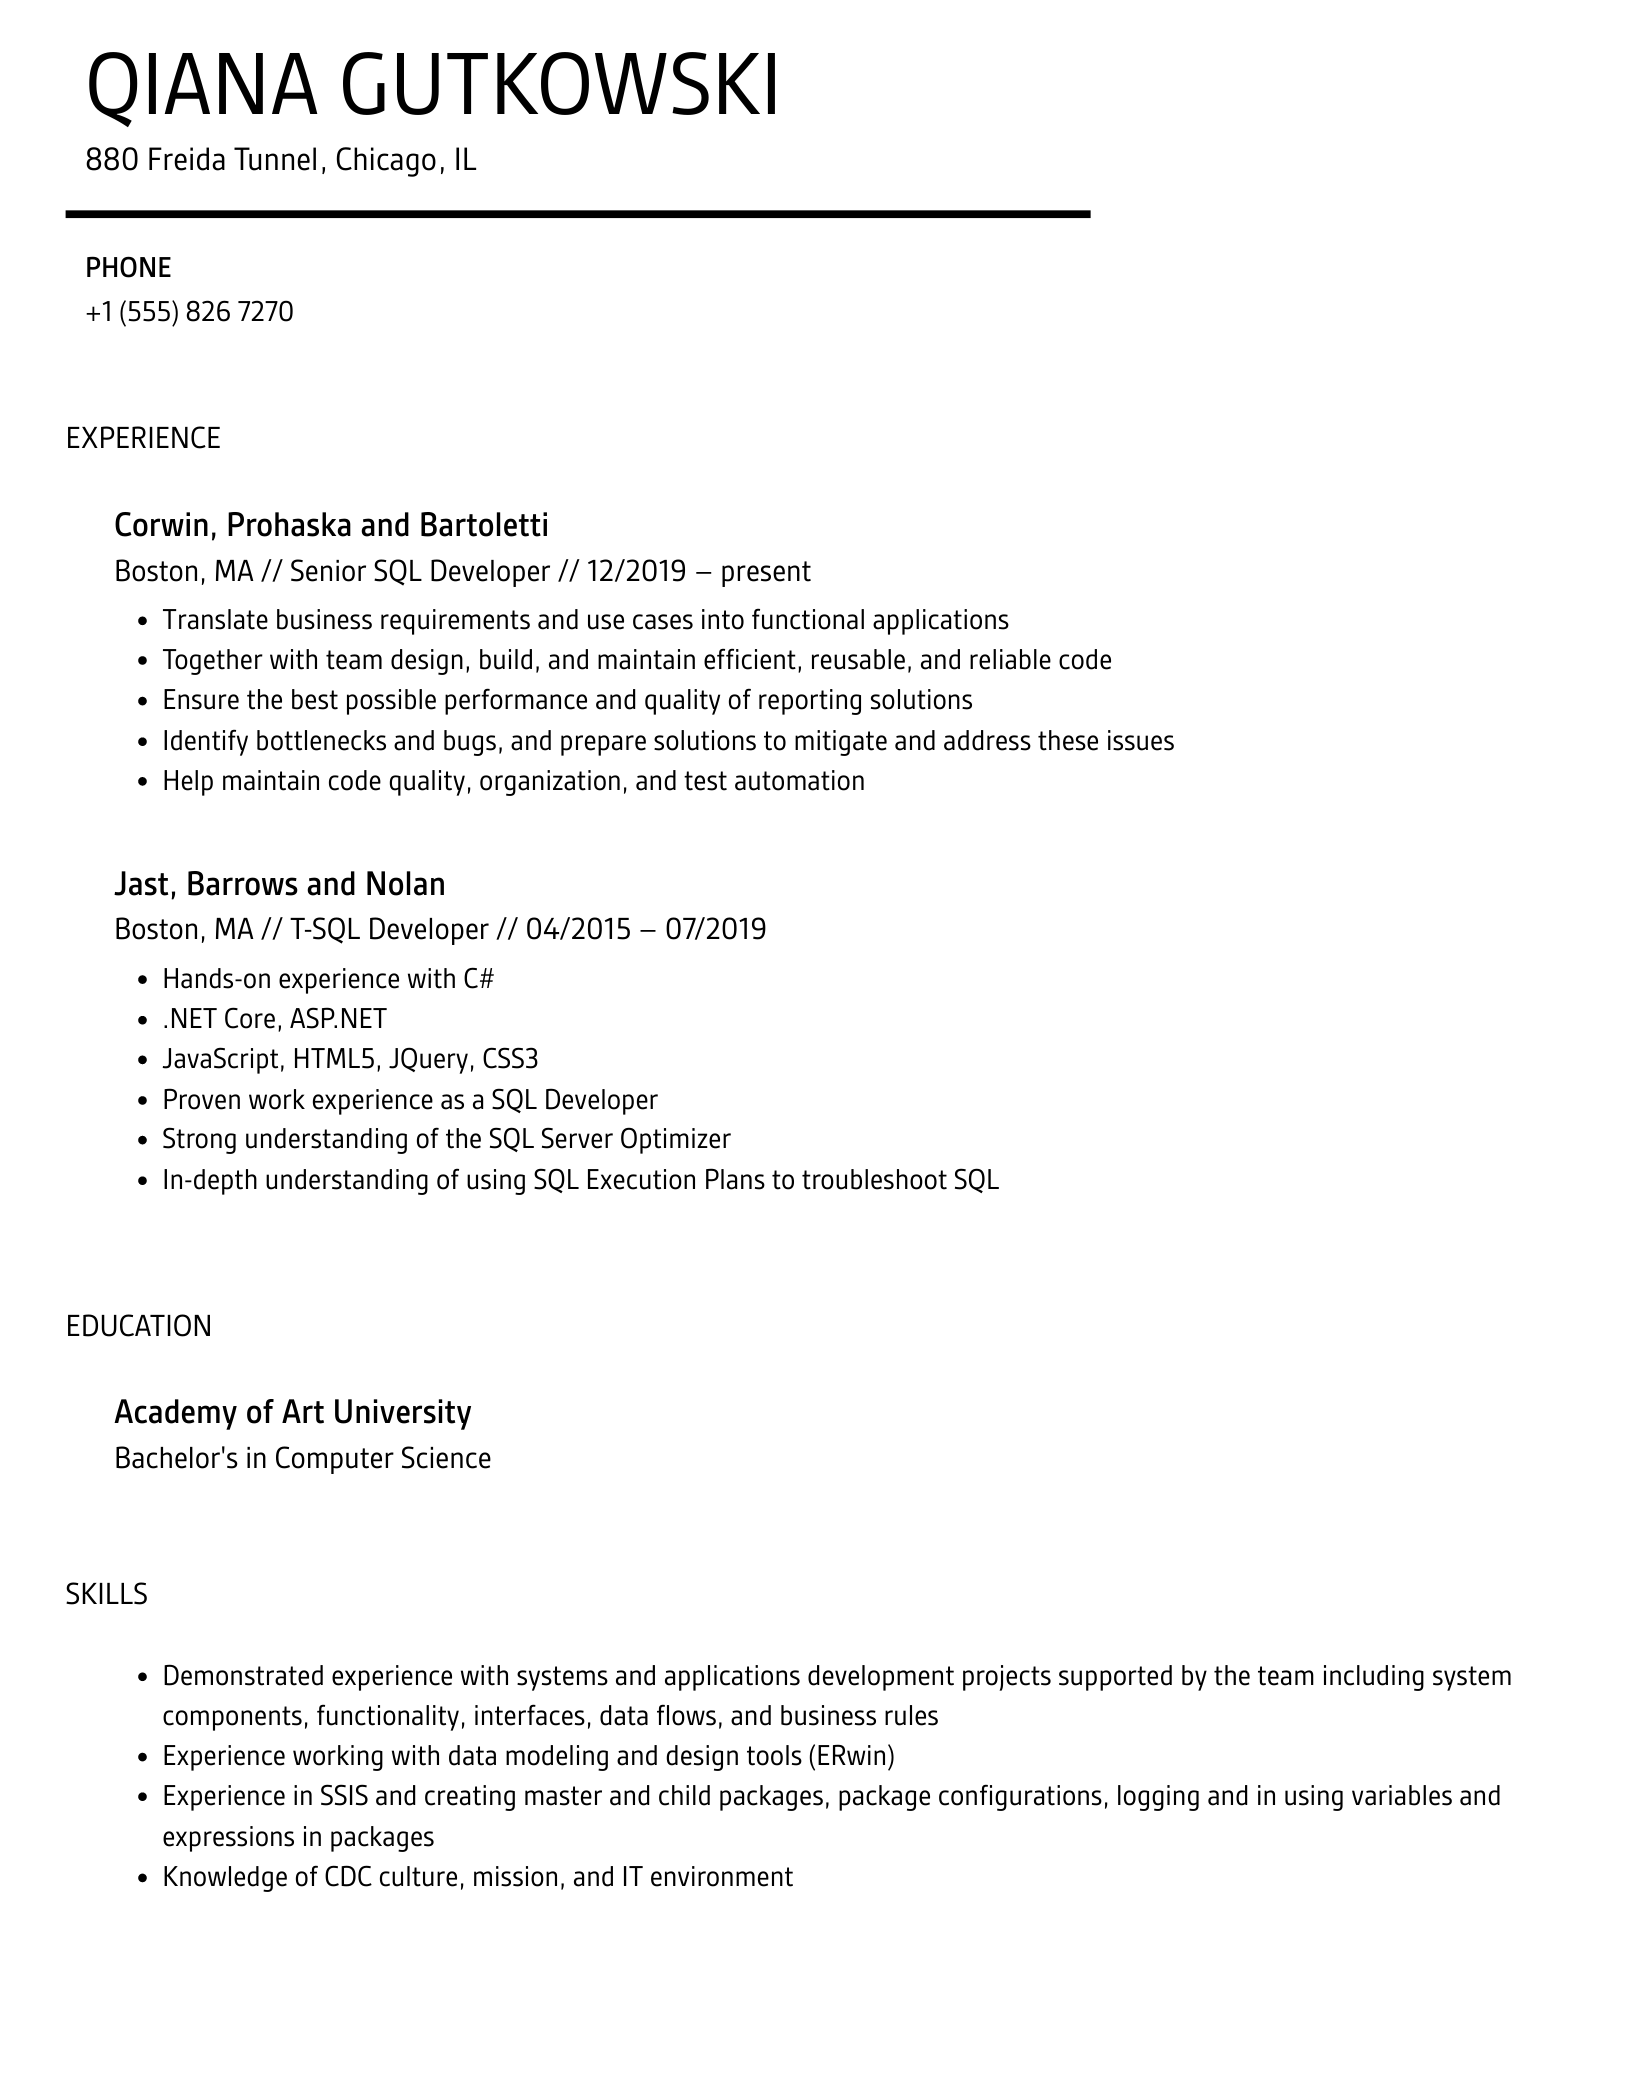 QIANA GUTKOWSKI
880 Freida Tunnel, Chicago, IL
PHONE
+1 (555) 826 7270
EXPERIENCE
Corwin, Prohaska and Bartoletti
Boston, MA // Senior SQL Developer // 12/2019 – present
• Translate business requirements and use cases into functional applications
• Together with team design, build, and maintain efficient, reusable, and reliable code
• Ensure the best possible performance and quality of reporting solutions
• Identify bottlenecks and bugs, and prepare solutions to mitigate and address these issues
• Help maintain code quality, organization, and test automation
Jast, Barrows and Nolan
Boston, MA // T-SQL Developer // 04/2015 – 07/2019
• Hands-on experience with C#
• .NET Core, ASP.NET
• JavaScript, HTML5, JQuery, CSS3
• Proven work experience as a SQL Developer
• Strong understanding of the SQL Server Optimizer
• In-depth understanding of using SQL Execution Plans to troubleshoot SQL
EDUCATION
Academy of Art University
Bachelor's in Computer Science
SKILLS
• Demonstrated experience with systems and applications development projects supported by the team including system
components, functionality, interfaces, data flows, and business rules
• Experience working with data modeling and design tools (ERwin)
• Experience in SSIS and creating master and child packages, package configurations, logging and in using variables and
expressions in packages
• Knowledge of CDC culture, mission, and IT environment